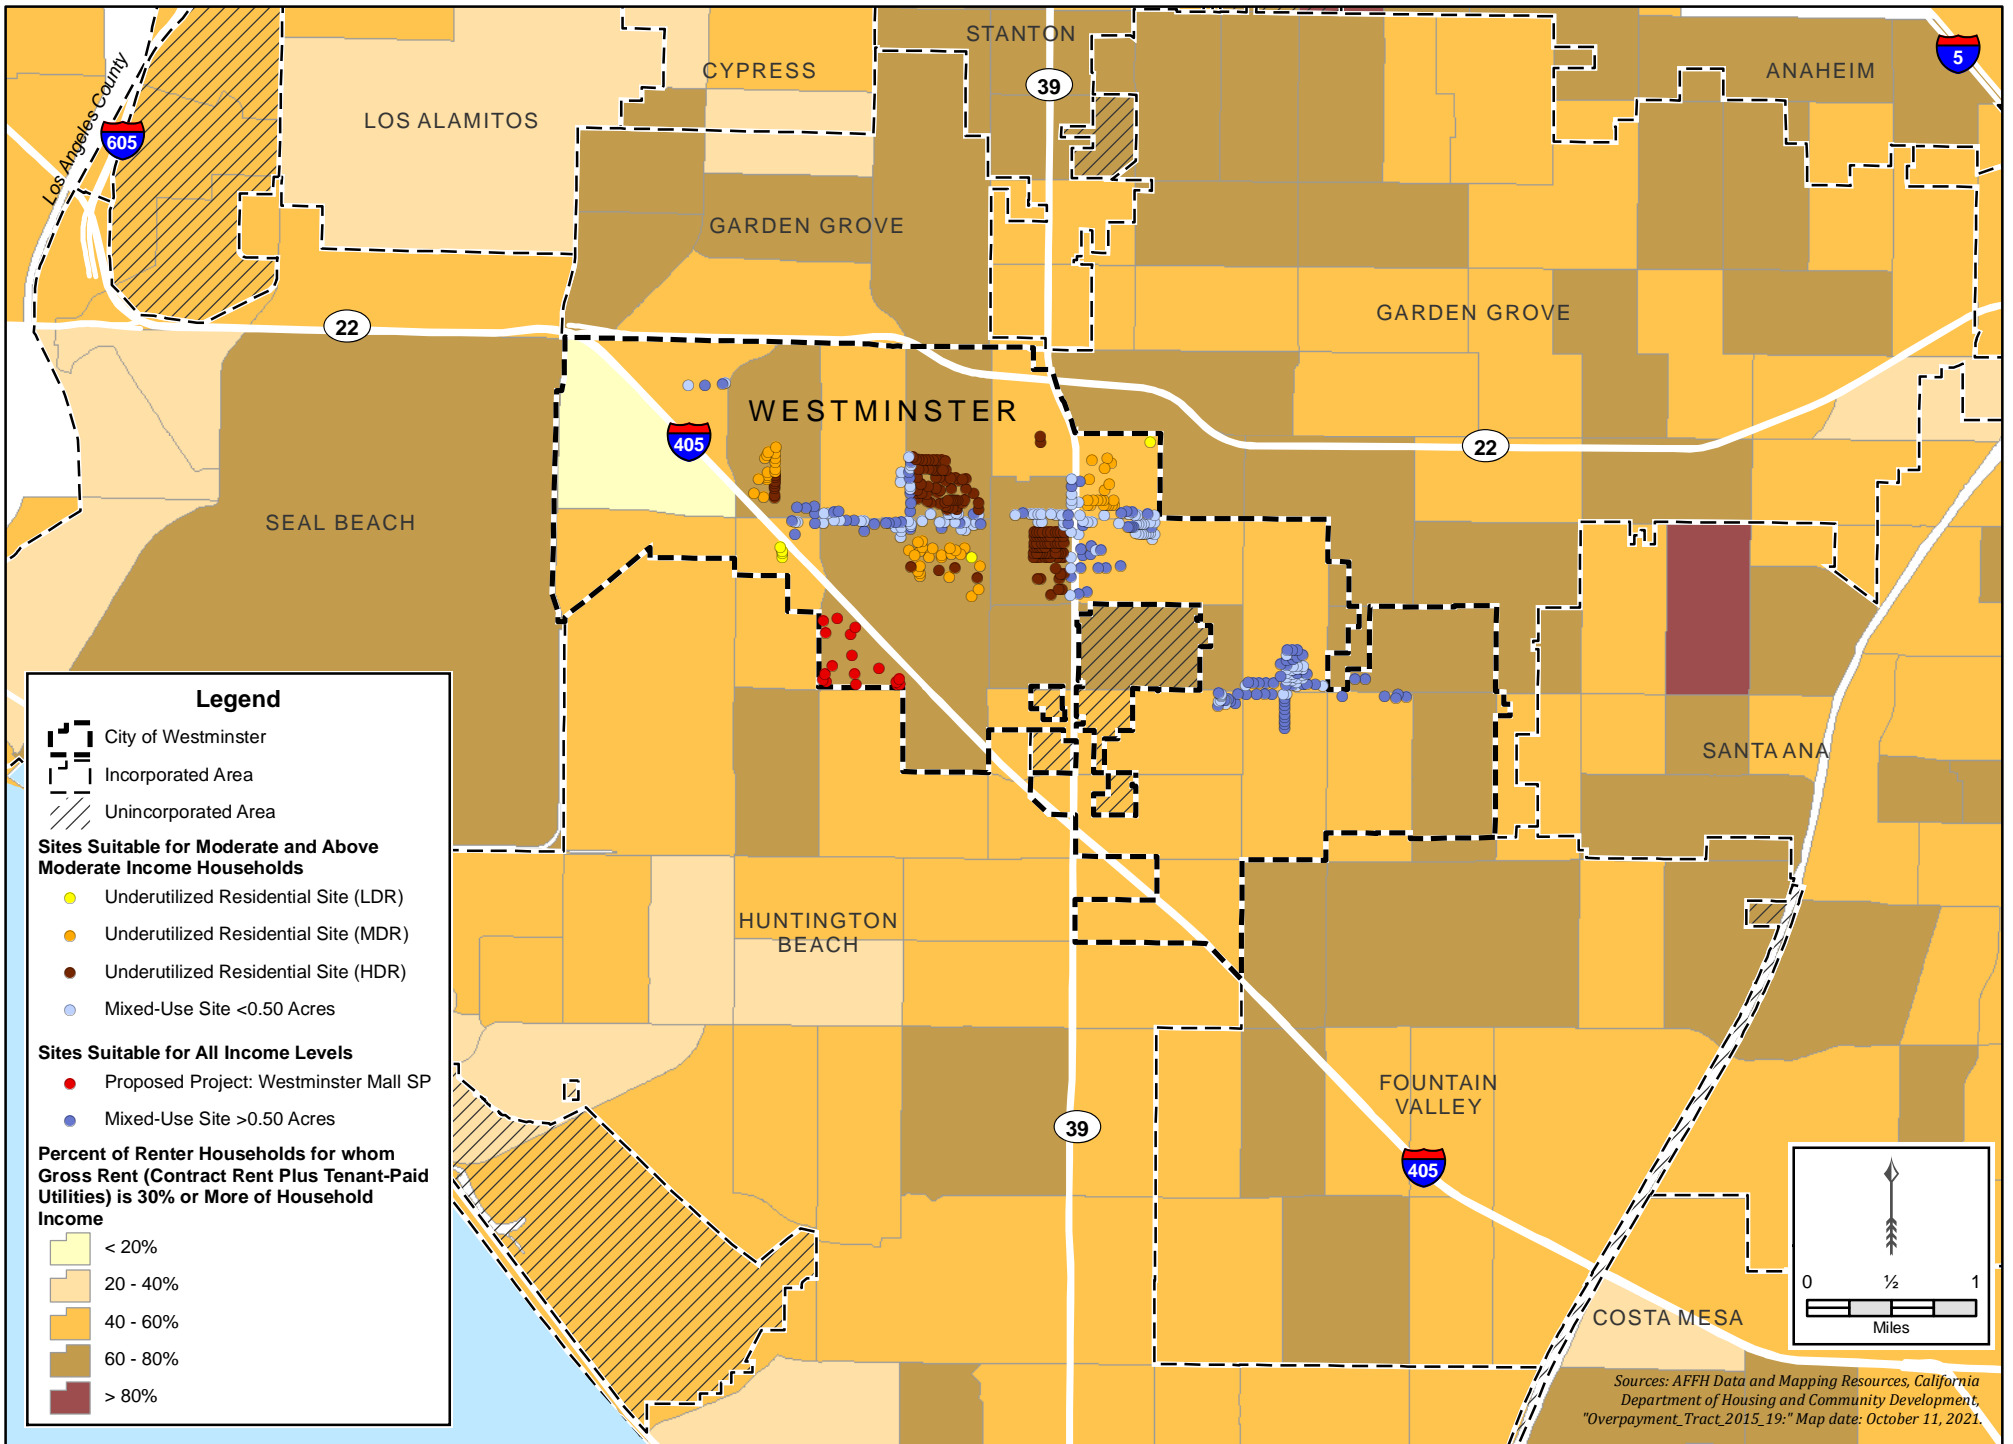 STANTON
5
CYPRESS
ANAHEIM
39
LOS ALAMITOS
Los Angeles County
605
GARDEN GROVE
GARDEN GROVE
22
WESTMINSTER
405
22
SEAL BEACH
SANTA ANA
HUNTINGTON
BEACH
FOUNTAIN
VALLEY
39
405
COSTA MESA
Legend
City of Westminster
Incorporated Area
Unincorporated Area
Sites Suitable for Moderate and Above
Moderate Income Households
Underutilized Residential Site (LDR)
Underutilized Residential Site (MDR)
Underutilized Residential Site (HDR)
Mixed-Use Site <0.50 Acres
Sites Suitable for All Income Levels
Proposed Project: Westminster Mall SP
Mixed-Use Site >0.50 Acres
Percent of Renter Households for whom
Gross Rent (Contract Rent Plus Tenant-Paid
Utilities) is 30% or More of Household
Income
< 20%
20 - 40%
40 - 60%
60 - 80%
> 80%
0 ½ 1
Miles
Sources: AFFH Data and Mapping Resources, California
Department of Housing and Community Development,
"Overpayment_Tract_2015_19:" Map date: October 11, 2021.